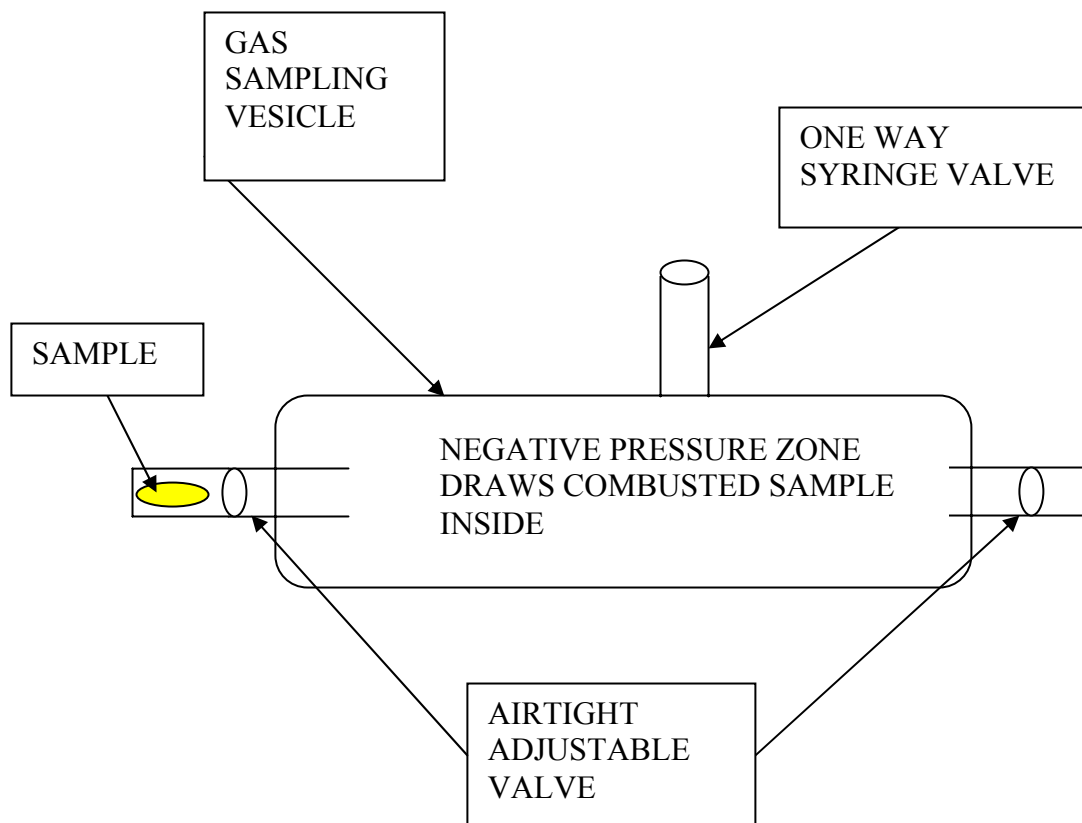 GAS
SAMPLING
VESICLE
ONE WAY
SYRINGE VALVE
SAMPLE
NEGATIVE PRESSURE ZONE
DRAWS COMBUSTED SAMPLE
INSIDE
AIRTIGHT
ADJUSTABLE
VALVE